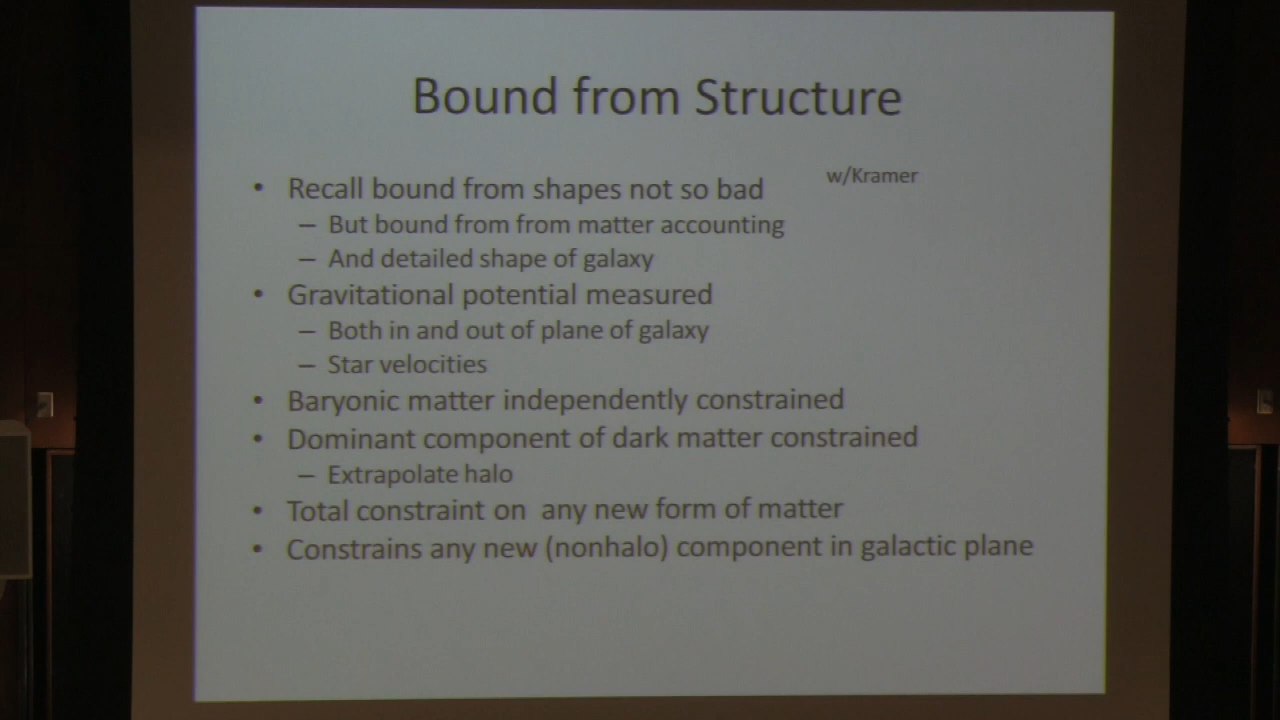 Bound from Structure
w/Kramer
• Recall bound from shapes not so bad
– But bound from from matter accounting
– And detailed shape of galaxy
• Gravitational potential measured
– Both in and out of plane of galaxy
– Star velocities
• Baryonic matter independently constrained
• Dominant component of dark matter constrained
– Extrapolate halo
• Total constraint on any new form of matter
• Constrains any new (nonhalo) component in galactic plane